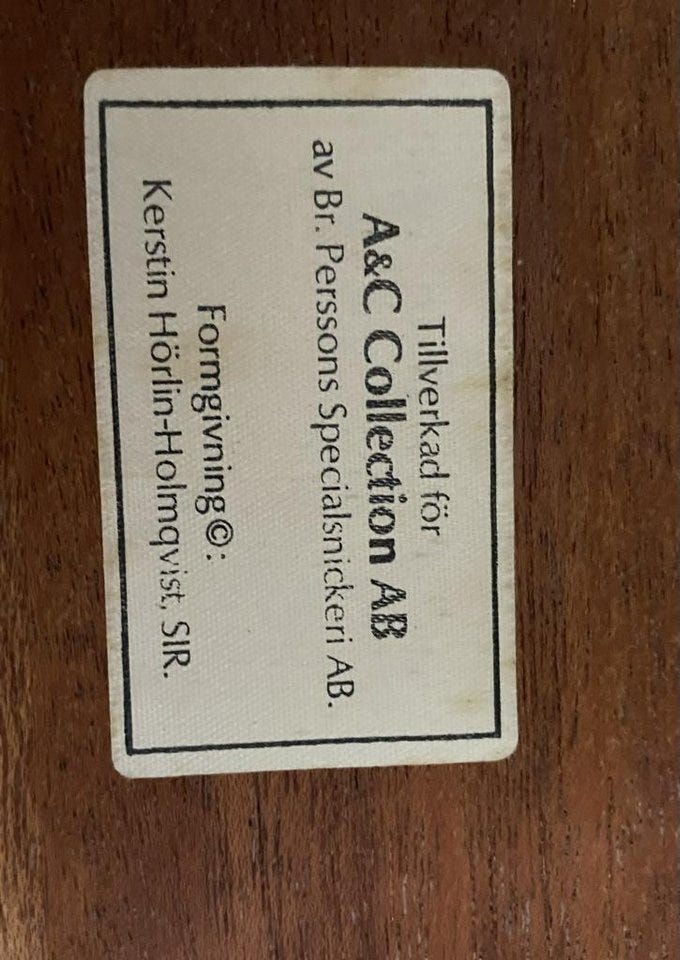 Tillverkad för
A&C Collection AB
av Br. Perssons Specialsnickeri AB.
Formgivning©:
Kerstin Hörlin-Holmqvist, SIR.